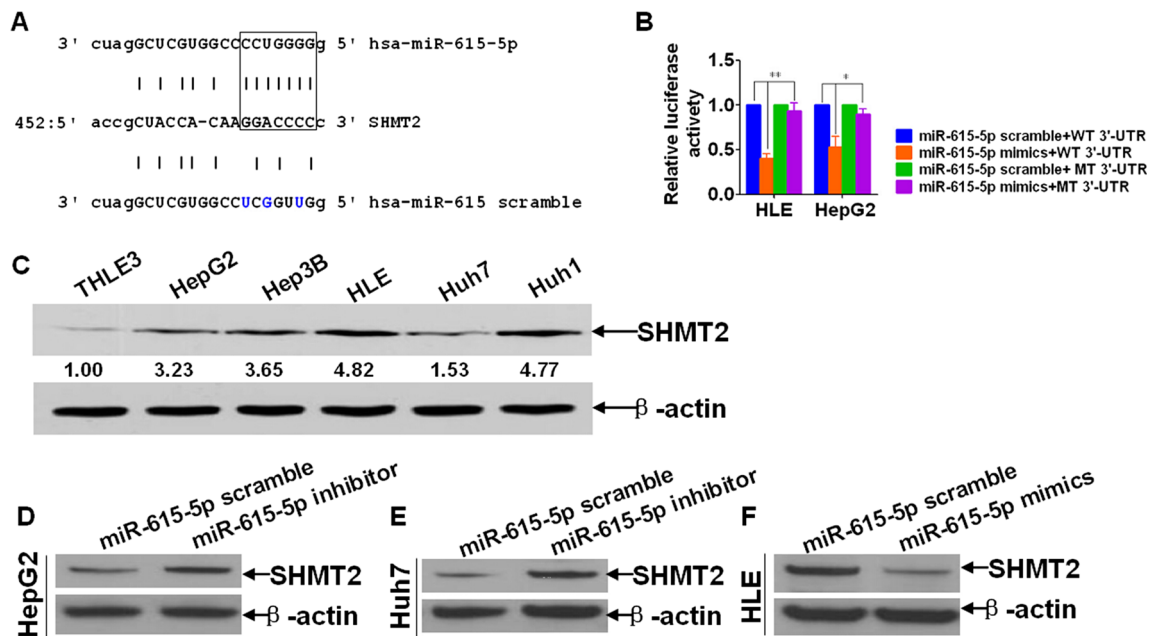 A
3' cuagGCUCGUGGCCCCUGGGGg 5' hsa-miR-615-5p
452:5' accgCUACCA-CAAGGACCCCc 3' SHMT2
3' cuagGCUCGUGGCCUCGGUUGg 5' hsa-miR-615 scramble
B
Relative luciferase
activety
1.5
1.0
0.5
0.0
** *
HLE HepG2
miR-615-5p scramble+WT 3'-UTR
miR-615-5p mimics+WT 3'-UTR
miR-615-5p scramble+ MT 3'-UTR
miR-615-5p mimics+MT 3'-UTR
C
THLE3 HepG2 Hep3B HLE Huh7 Huh1
SHMT2
1.00 3.23 3.65 4.82 1.53 4.77
β -actin
D
miR-615-5p scramble
miR-615-5p inhibitor
HepG2
SHMT2
β -actin
E
miR-615-5p scramble
miR-615-5p inhibitor
Huh7
SHMT2
β -actin
F
miR-615-5p scramble
miR-615-5p mimics
HLE
SHMT2
β -actin